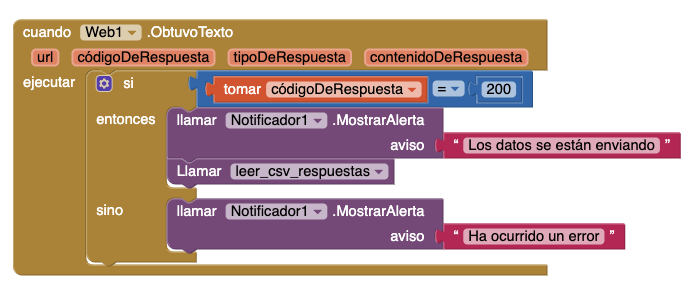 cuando Web1 .ObtuvoTexto
url códigoDeRespuesta tipoDeRespuesta contenidoDeRespuesta
ejecutar si tomar códigoDeRespuesta = 200
entonces llamar Notificador1 .MostrarAlerta
aviso " Los datos se están enviando "
Llamar leer_csv_respuestas
sino llamar Notificador1 .MostrarAlerta
aviso " Ha ocurrido un error "